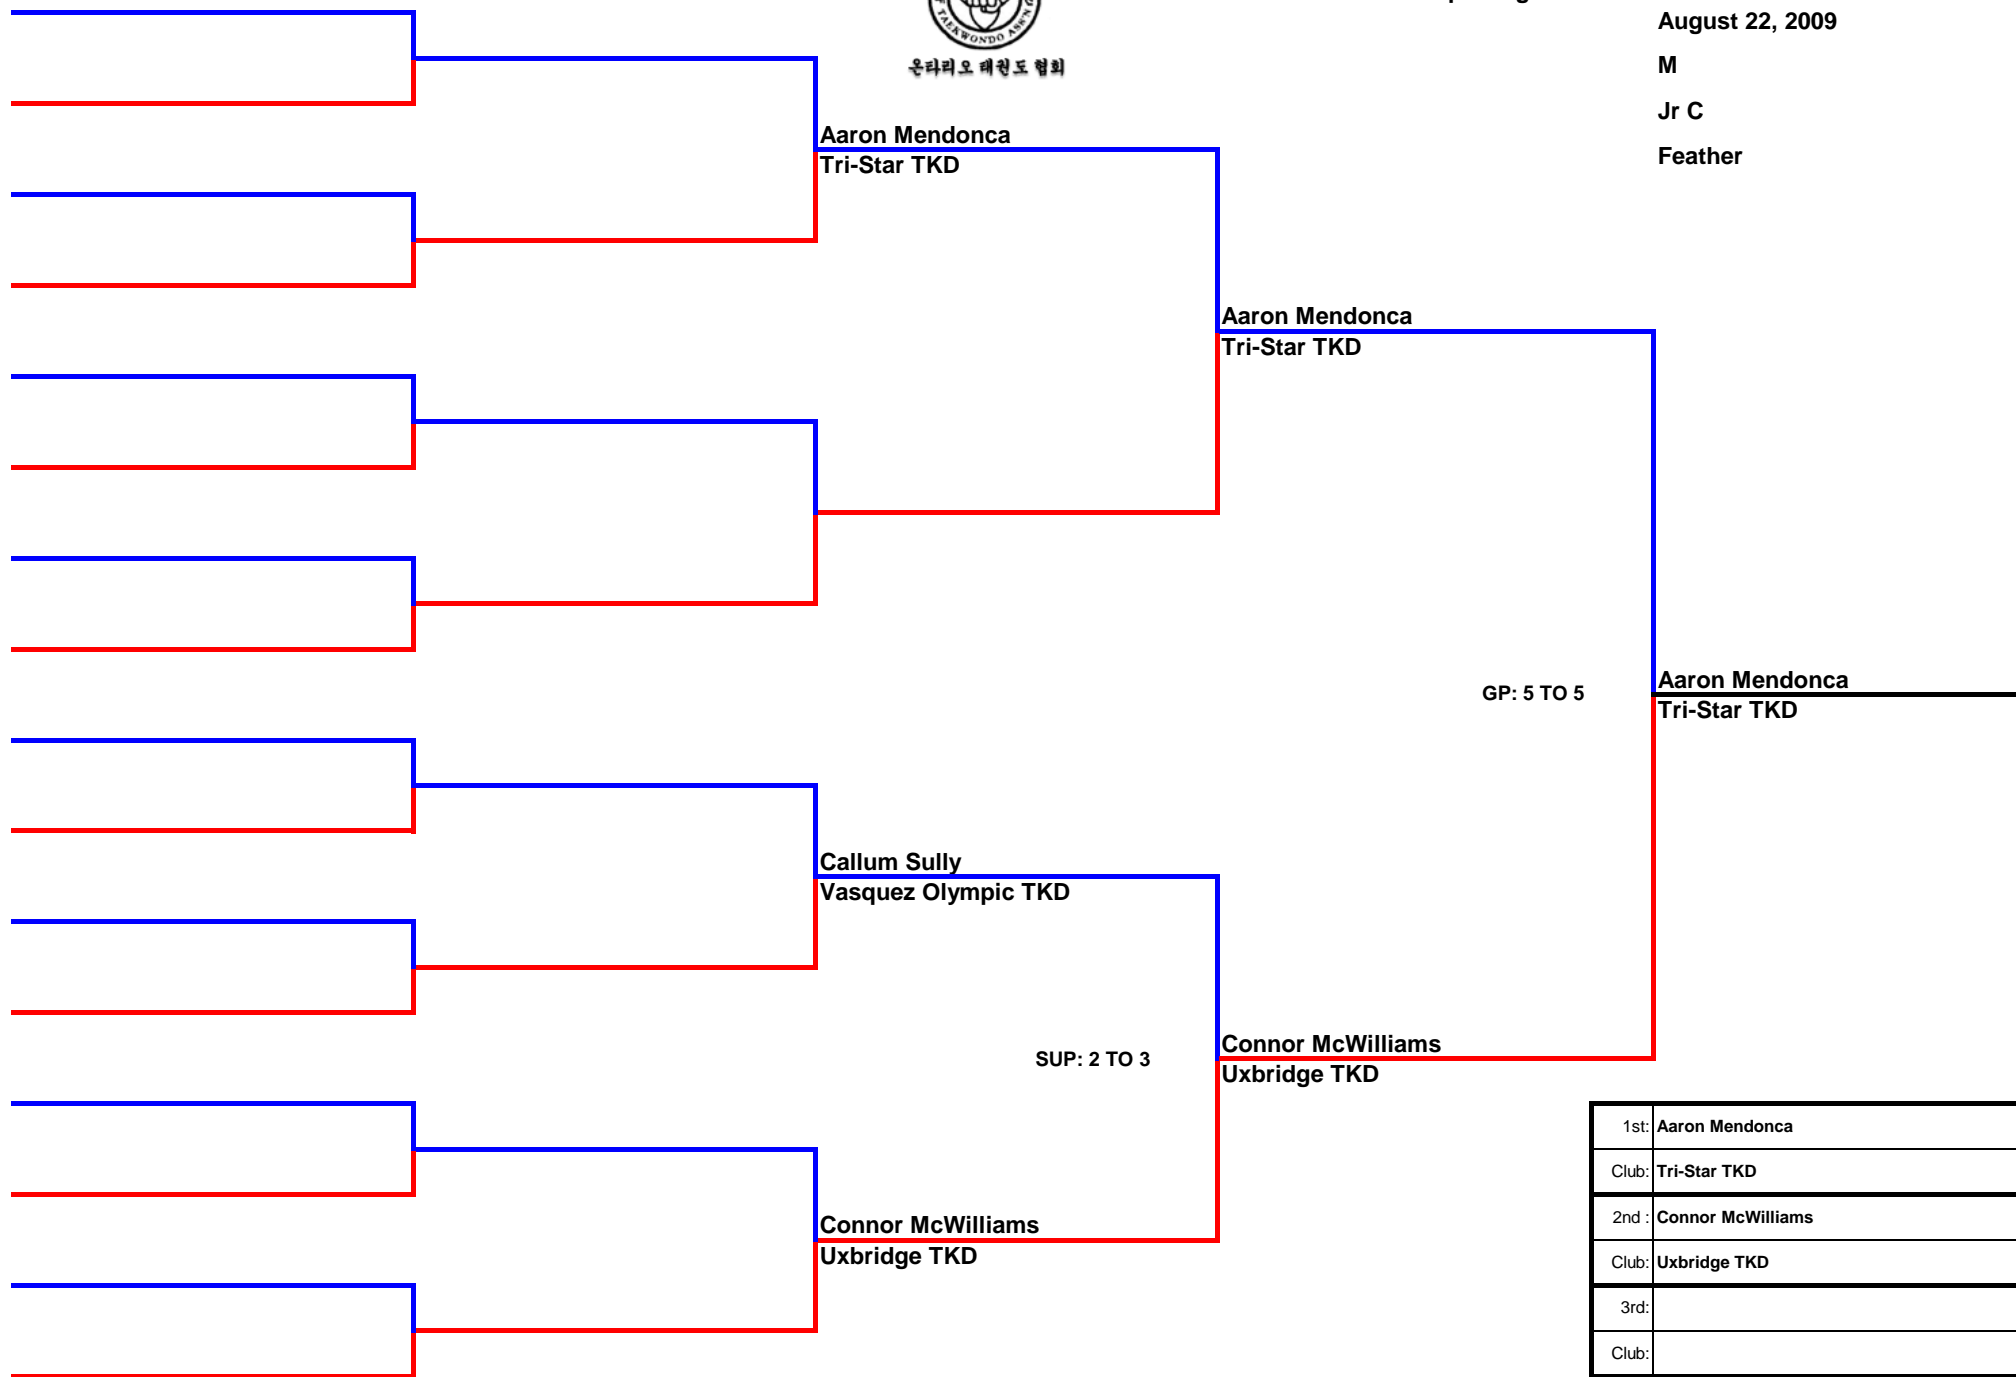 TAEKWONDO ASS'N
온타리오 태권도 협회
August 22, 2009
M
Jr C
Feather
Aaron Mendonca
Tri-Star TKD
Aaron Mendonca
Tri-Star TKD
GP: 5 TO 5
Aaron Mendonca
Tri-Star TKD
Callum Sully
Vasquez Olympic TKD
SUP: 2 TO 3
Connor McWilliams
Uxbridge TKD
Connor McWilliams
Uxbridge TKD
1st: Aaron Mendonca
Club: Tri-Star TKD
2nd : Connor McWilliams
Club: Uxbridge TKD
3rd:
Club: